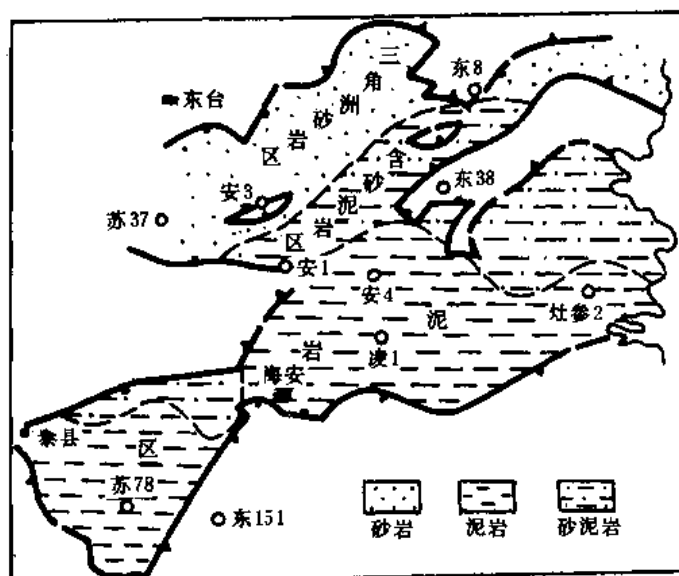 东台
三角洲砂岩区
东8
含砂泥岩区
东38
安3
苏37
安1
安4
灶参2
泥岩区
凌1
海安
泰县
苏78
东151
砂岩
泥岩
砂泥岩